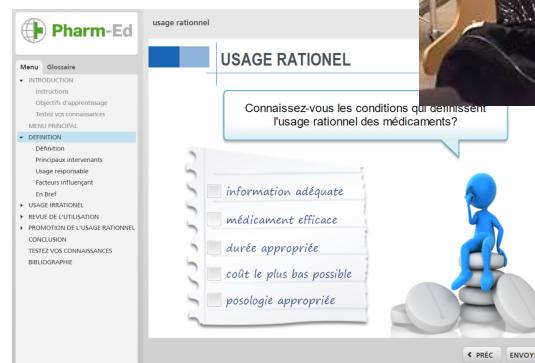 Pharm-Ed
usage rationnel
Menu Glossaire
INTRODUCTION
Instructions
Objectifs d'apprentissage
Testez vos connaissances
MENU PRINCIPAL
DEFINITION
Définition
Principaux intervenants
Usage responsable
Facteurs influençant
En Bref
USAGE IRRATIONEL
REVUE DE L'UTILISATION
PROMOTION DE L'USAGE RATIONNEL
CONCLUSION
TESTEZ VOS CONNAISSANCES
BIBLIOGRAPHIE
USAGE RATIONEL
Connaissez-vous les conditions qui définissent
l'usage rationnel des médicaments?
information adéquate
médicament efficace
durée appropriée
coût le plus bas possible
posologie appropriée
PRÉC